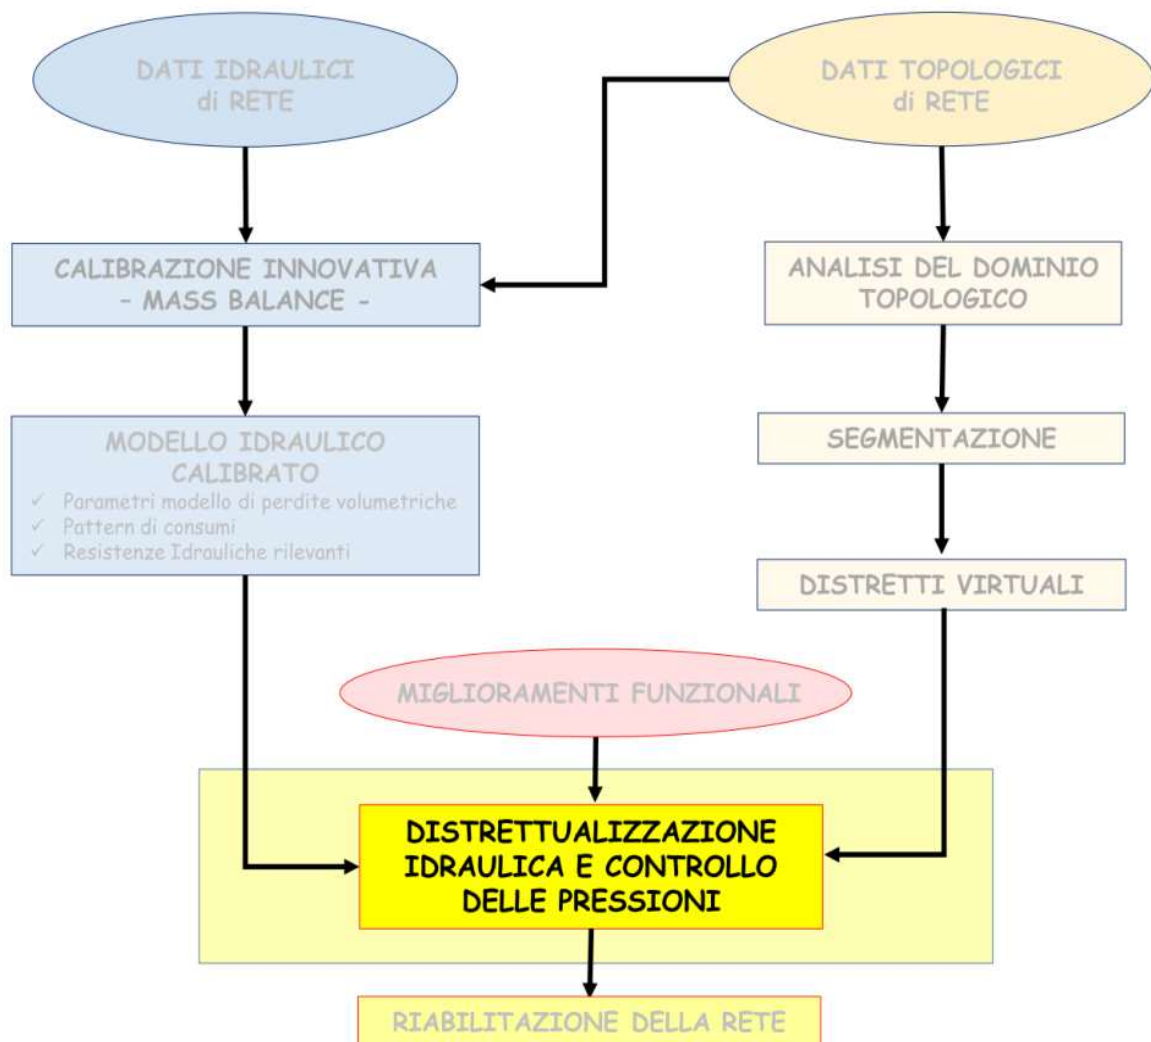 DATI IDRAULICI
di RETE
DATI TOPOLOGICI
di RETE
CALIBRAZIONE INNOVATIVA
- MASS BALANCE -
ANALISI DEL DOMINIO
TOPOLOGICO
MODELLO IDRAULICO
CALIBRATO
✓ Parametri modello di perdite volumetriche
✓ Pattern di consumi
✓ Resistenze Idrauliche rilevanti
SEGMENTAZIONE
DISTRETTI VIRTUALI
MIGLIORAMENTI FUNZIONALI
DISTRETTUALIZZAZIONE
IDRAULICA E CONTROLLO
DELLE PRESSIONI
RIABILITAZIONE DELLA RETE